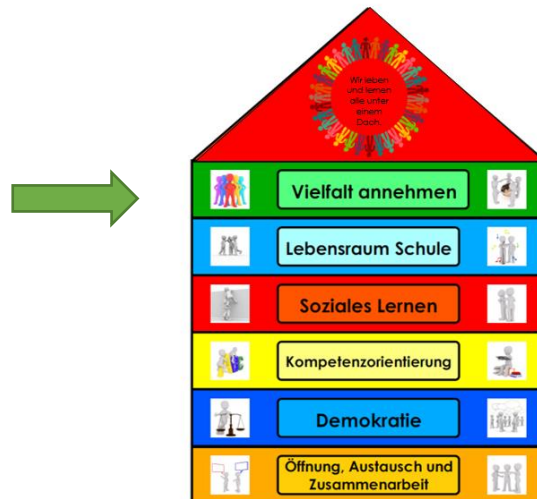 Wir leben
und lernen
alle unter
einem
Dach.
Vielfalt annehmen
Lebensraum Schule
Soziales Lernen
Kompetenzorientierung
Demokratie
Öffnung, Austausch und
Zusammenarbeit